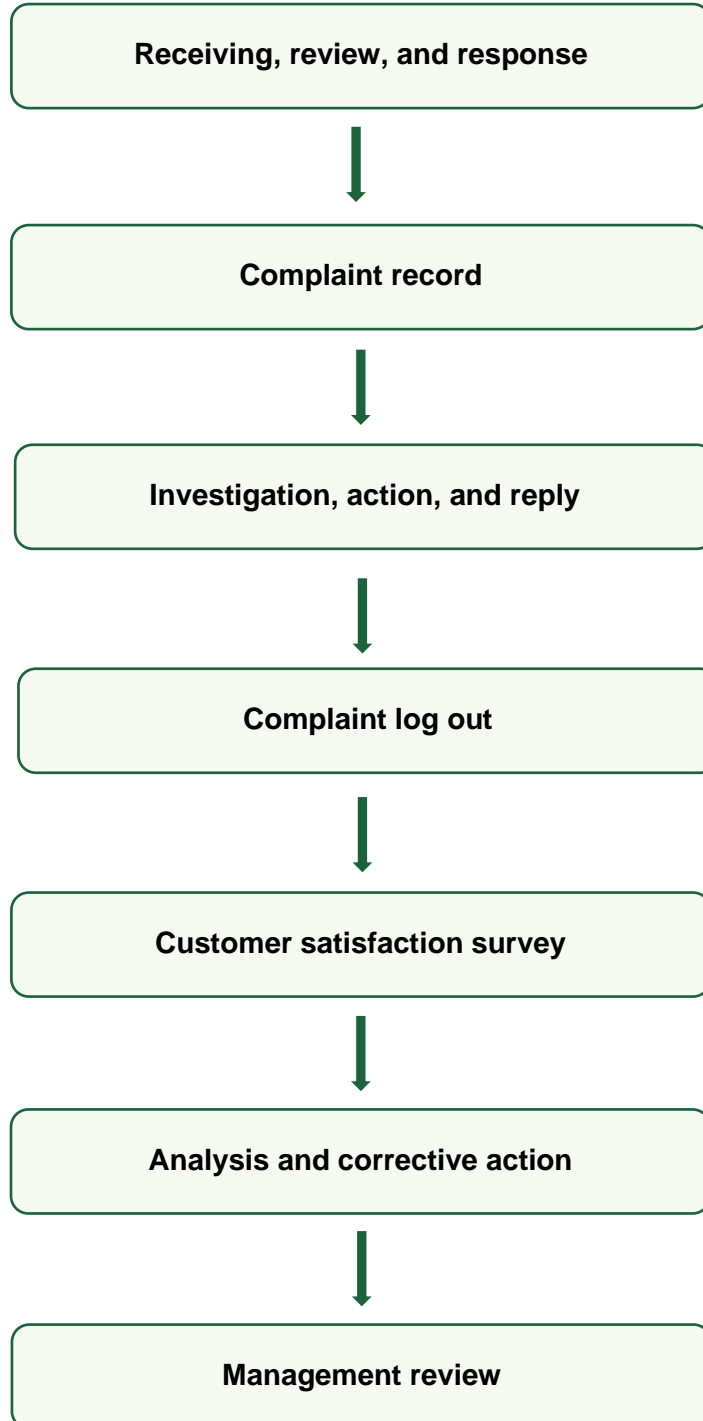 Receiving, review, and response
Complaint record
Investigation, action, and reply
Complaint log out
Customer satisfaction survey
Analysis and corrective action
Management review